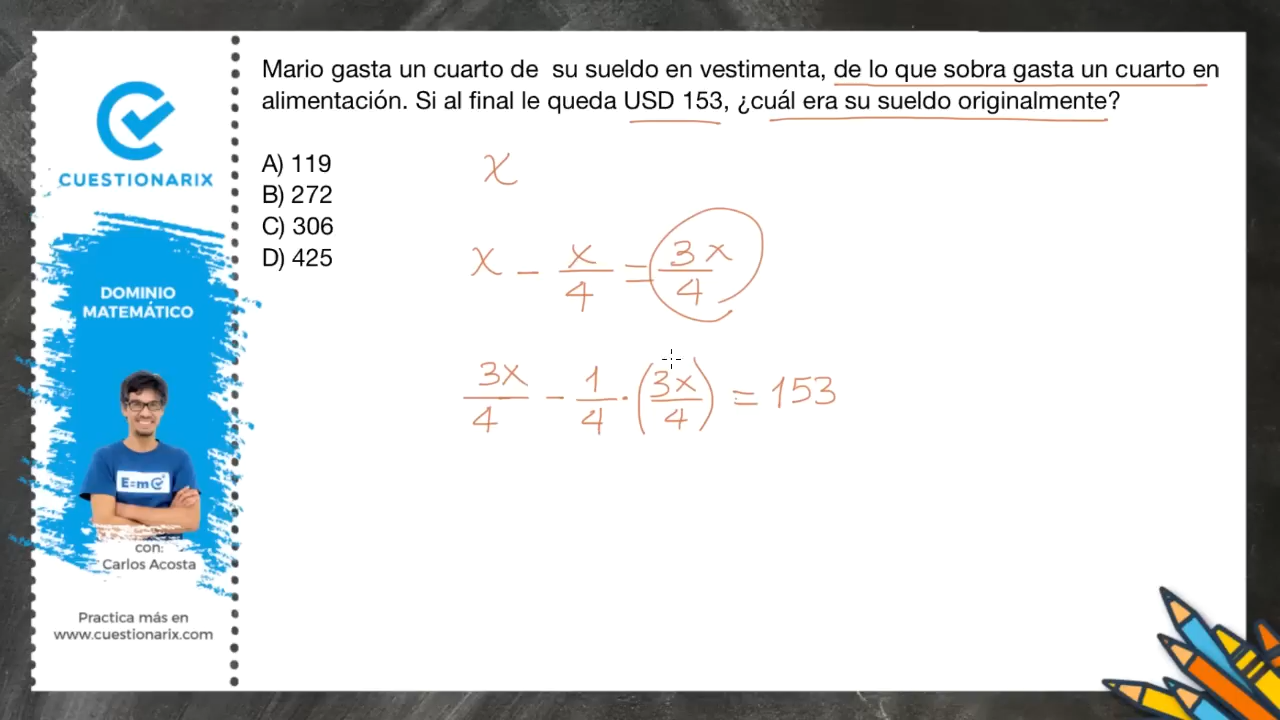 Mario gasta un cuarto de su sueldo en vestimenta, de lo que sobra gasta un cuarto en
alimentación. Si al final le queda USD 153, ¿cuál era su sueldo originalmente?
A) 119
B) 272
C) 306
D) 425
x
x - x/4 = 3x/4
3x/4 - 1/4 · (3x/4) = 153
CUESTIONARIX
DOMINIO
MATEMÁTICO
E=m
con:
Carlos Acosta
Practica más en
www.cuestionarix.com